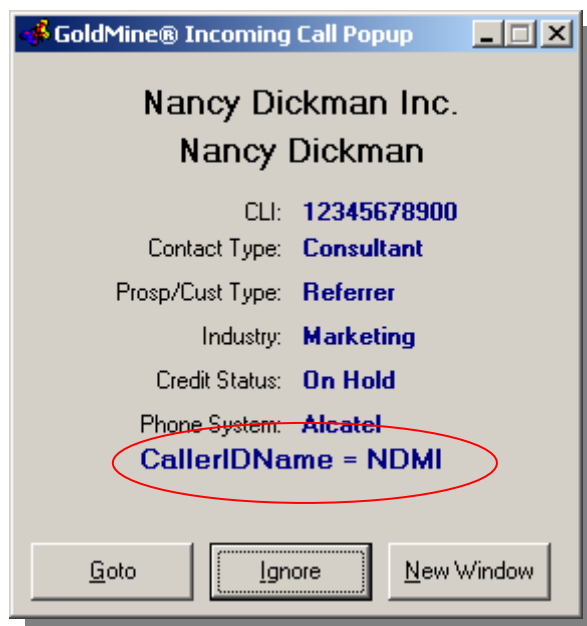 GoldMine® Incoming Call Popup
Nancy Dickman Inc.
Nancy Dickman
CLI: 12345678900
Contact Type: Consultant
Prosp/Cust Type: Referrer
Industry: Marketing
Credit Status: On Hold
Phone System: Alcatel
CallerIDName = NDMI
Goto Ignore New Window